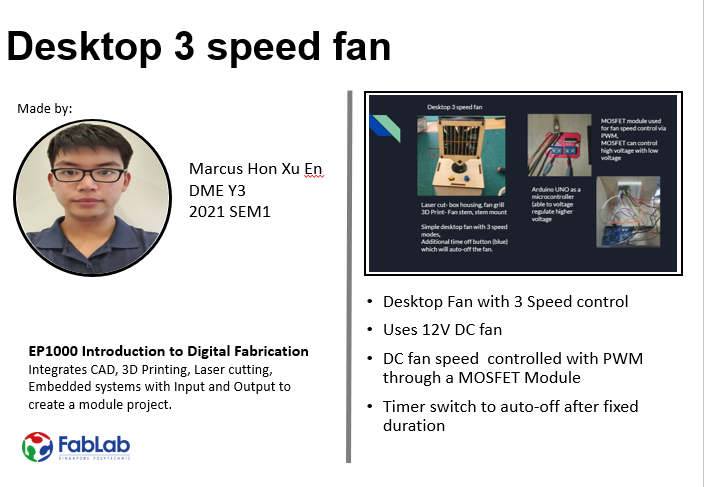 Desktop 3 speed fan
Made by:
Marcus Hon Xu En
DME Y3
2021 SEM1
EP1000 Introduction to Digital Fabrication
Integrates CAD, 3D Printing, Laser cutting,
Embedded systems with Input and Output to
create a module project.
FabLab
SINGAPORE POLYTECHNIC
Desktop 3 speed fan
Laser cut- box housing, fan grill
3D Print- Fan stem, stem mount
Simple desktop fan with 3 speed
modes,
Additional time off button (blue)
which will auto-off the fan.
MOSFET module used
for fan speed control via
PWM,
MOSFET can control
high voltage with low
voltage
Arduino UNO as a
microcontroller
(able to voltage
regulate higher
voltage
• Desktop Fan with 3 Speed control
• Uses 12V DC fan
• DC fan speed  controlled with PWM
through a MOSFET Module
• Timer switch to auto-off after fixed
duration